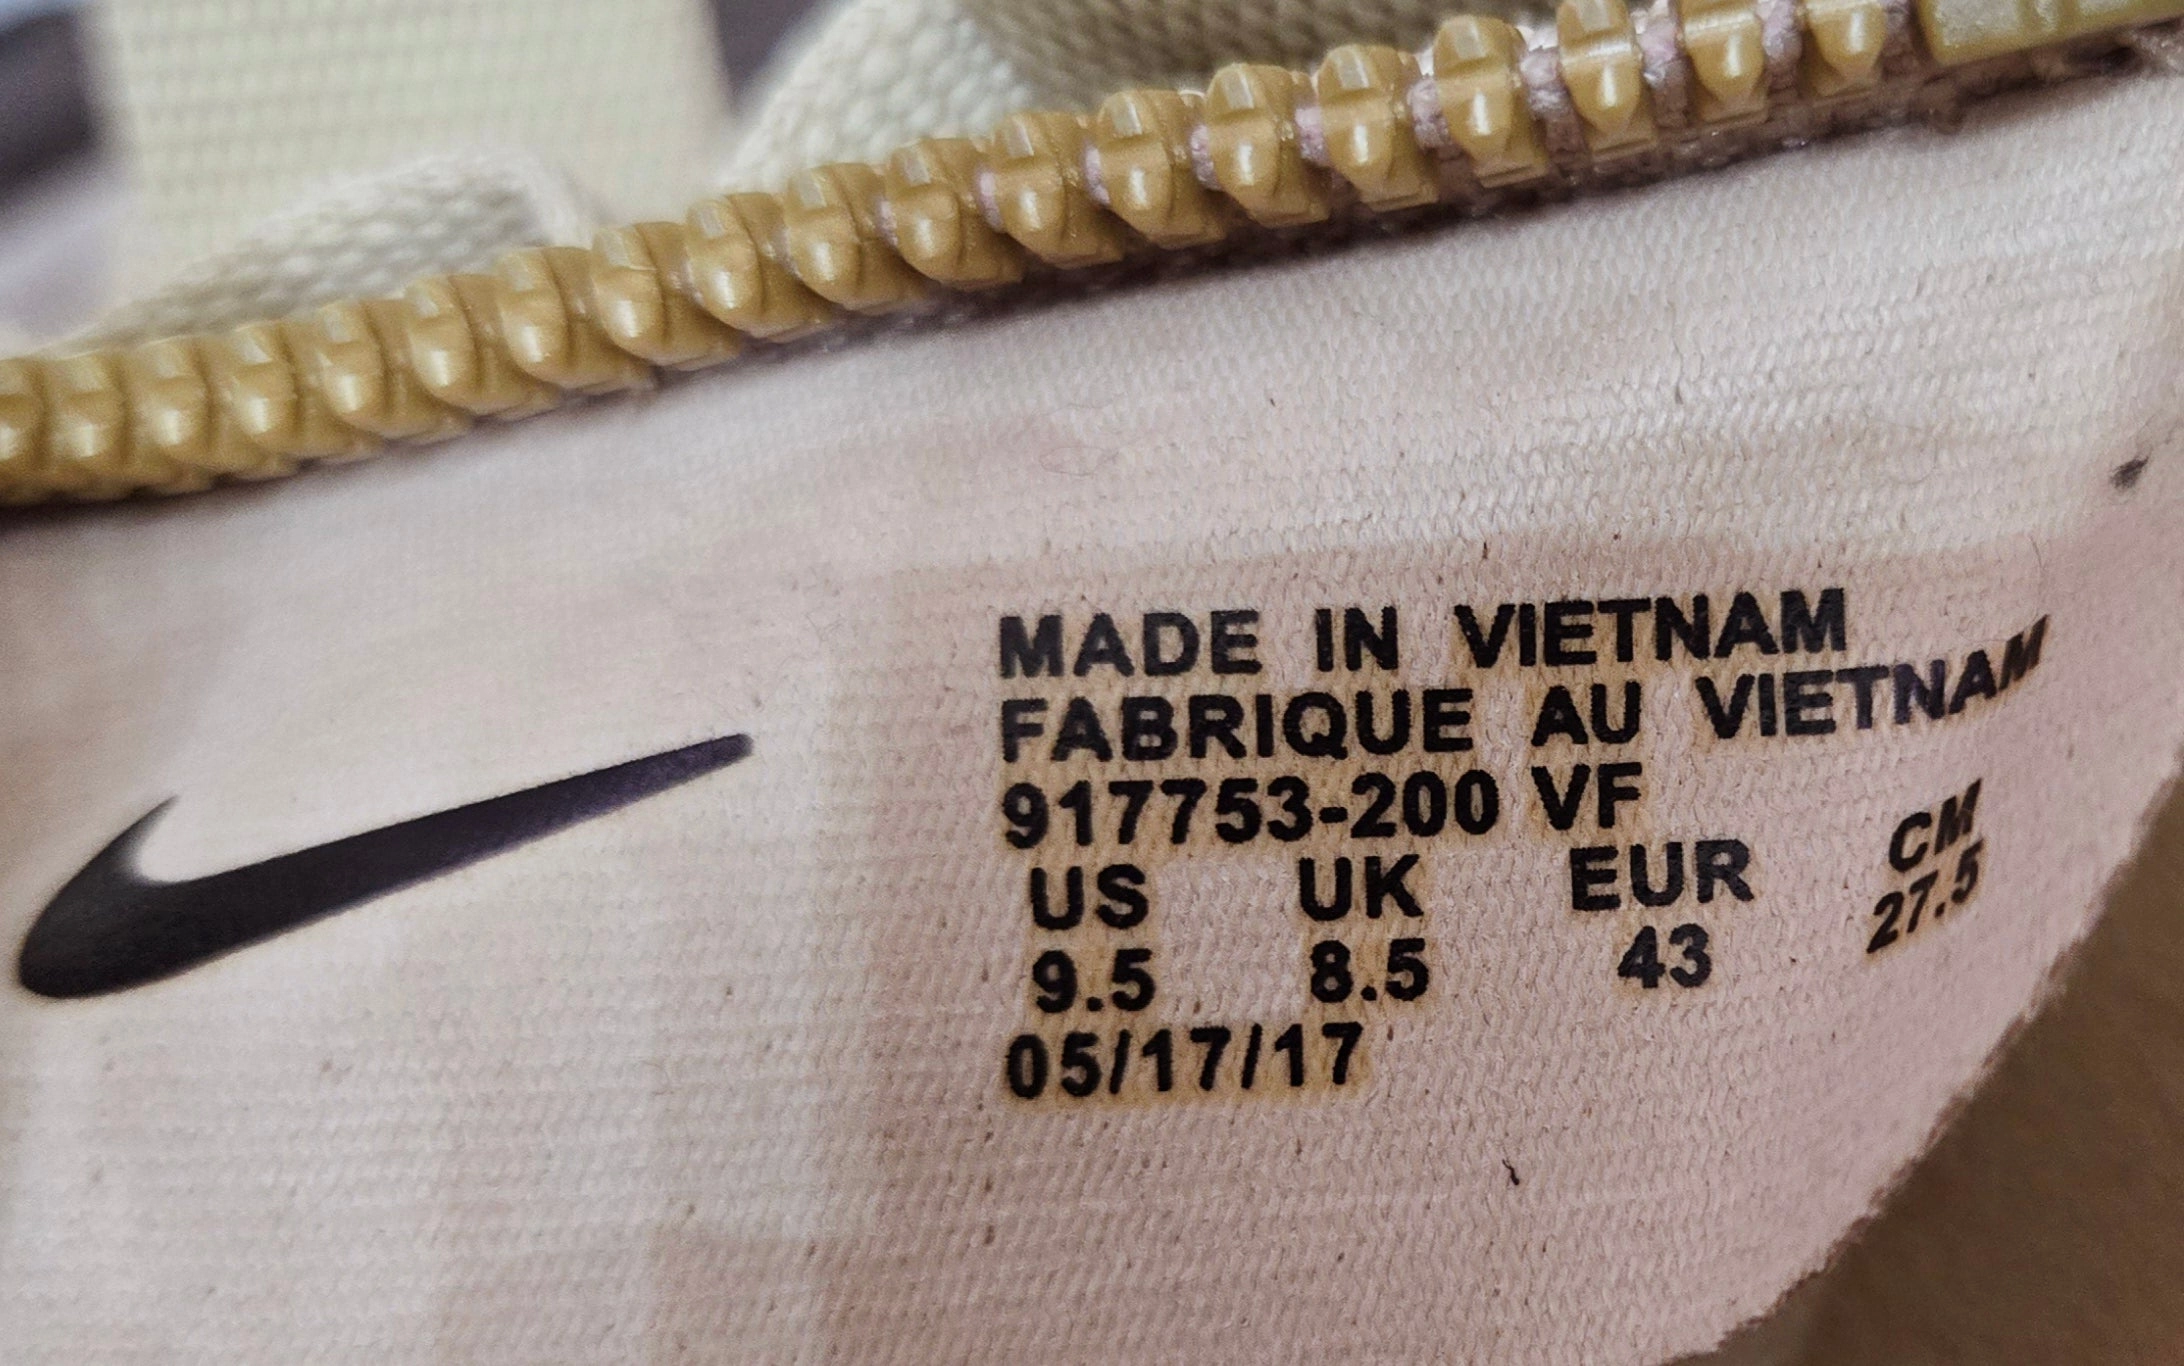 MADE IN VIETNAM
FABRIQUE AU VIETNAM
917753-200 VF
US UK EUR CM
9.5 8.5 43 27.5
05/17/17